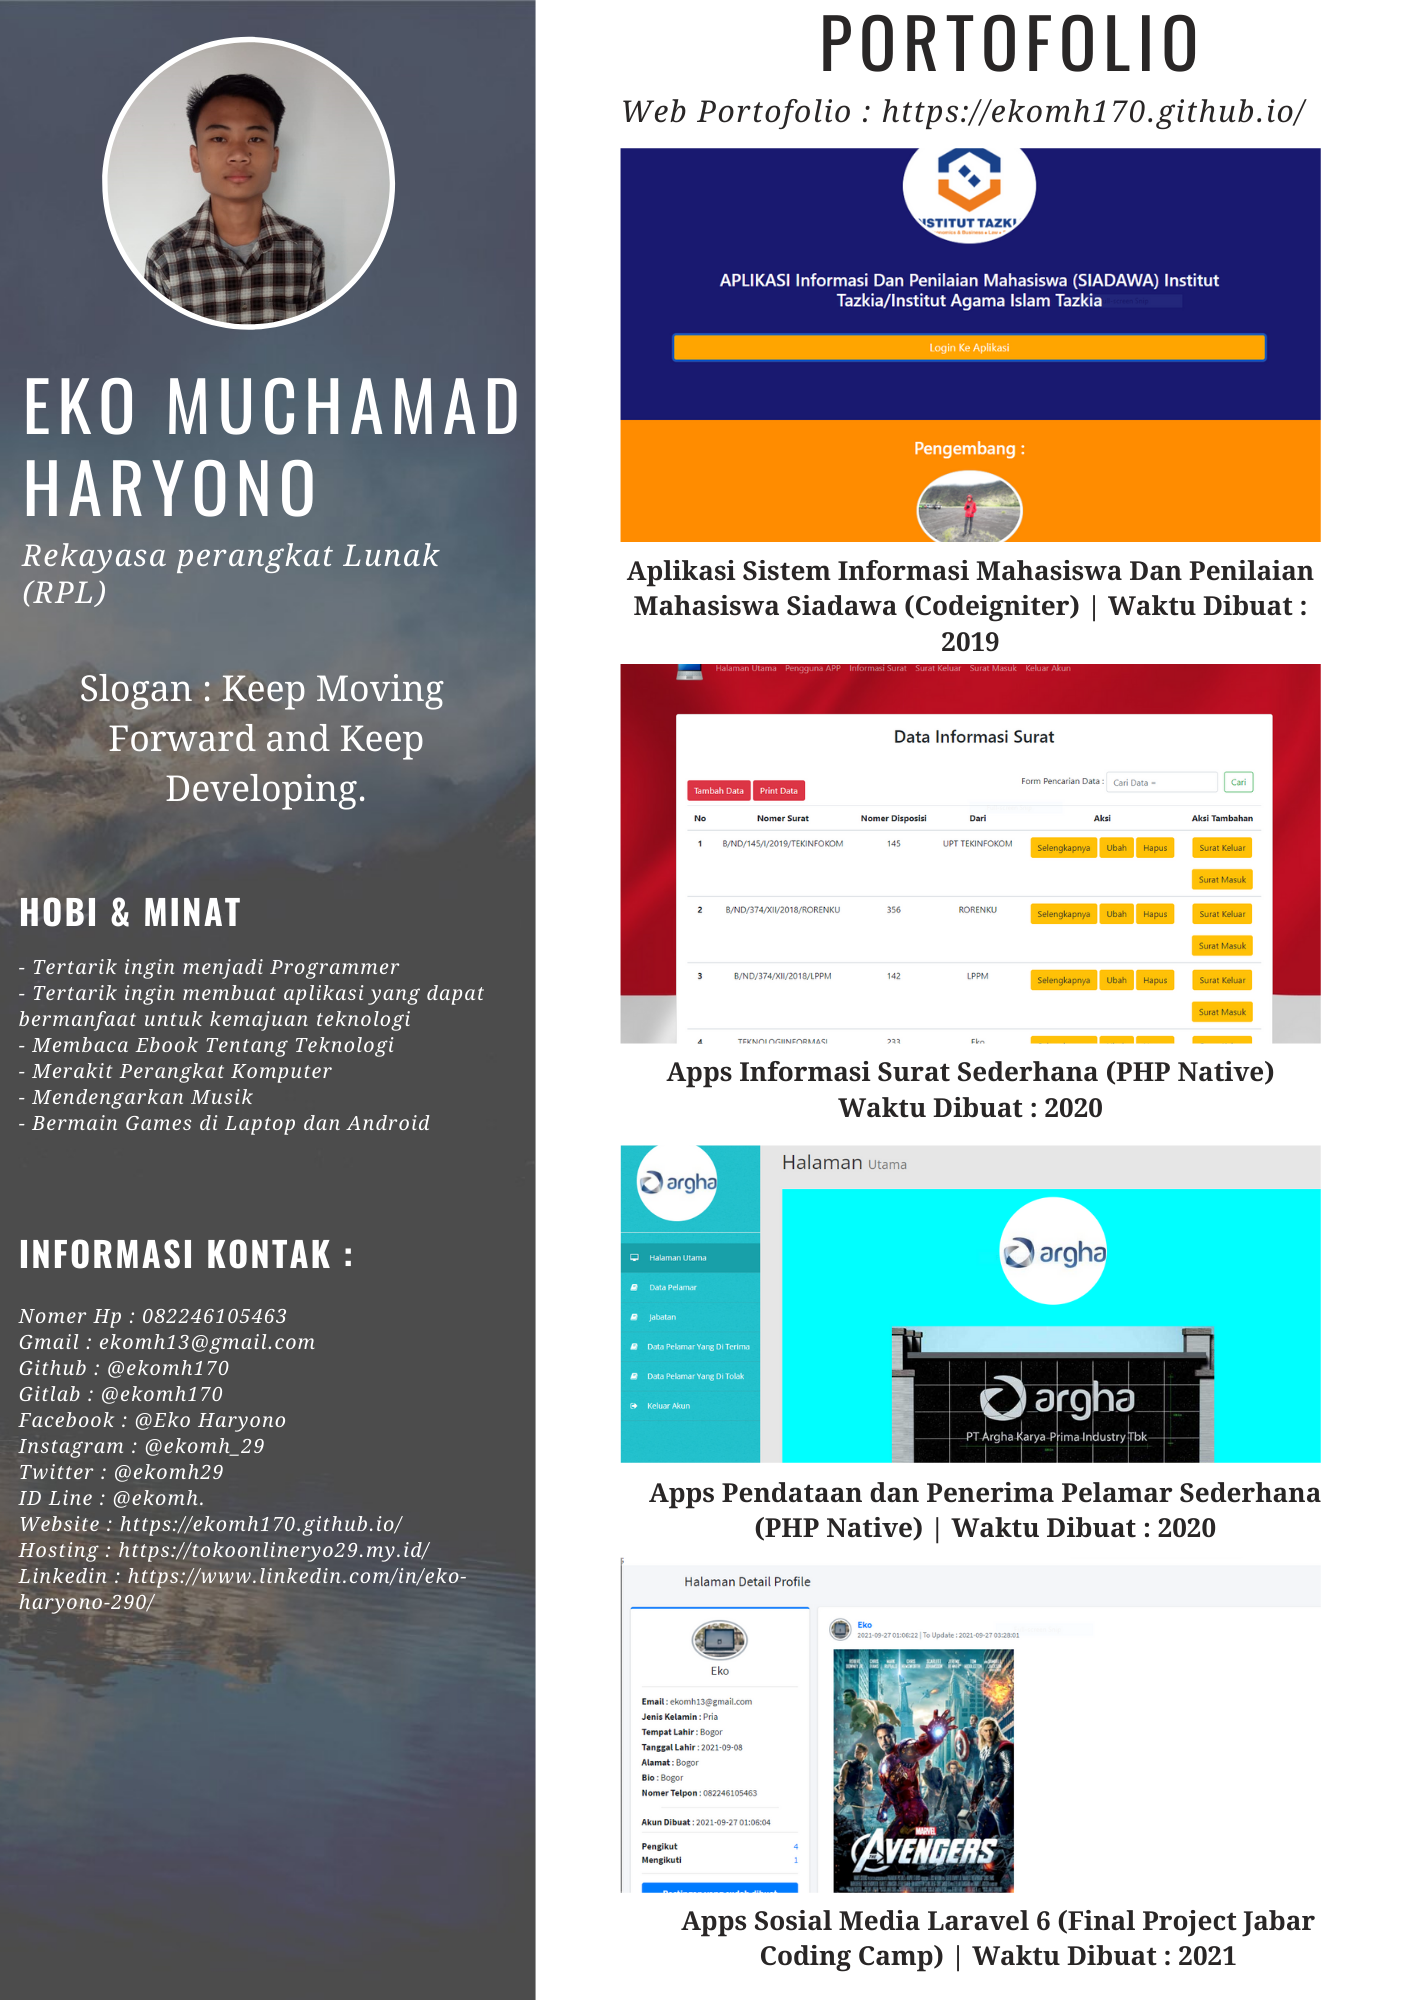 EKO MUCHAMAD
HARYONO
Rekayasa perangkat Lunak
(RPL)
Slogan : Keep Moving
Forward and Keep
Developing.
HOBI & MINAT
- Tertarik ingin menjadi Programmer
- Tertarik ingin membuat aplikasi yang dapat
bermanfaat untuk kemajuan teknologi
- Membaca Ebook Tentang Teknologi
- Merakit Perangkat Komputer
- Mendengarkan Musik
- Bermain Games di Laptop dan Android
INFORMASI KONTAK :
Nomer Hp : 082246105463
Gmail : ekomh13@gmail.com
Github : @ekomh170
Gitlab : @ekomh170
Facebook : @Eko Haryono
Instagram : @ekomh_29
Twitter : @ekomh29
ID Line : @ekomh.
Website : https://ekomh170.github.io/
Hosting : https://tokoonlineryo29.my.id/
Linkedin : https://www.linkedin.com/in/eko-
haryono-290/
PORTOFOLIO
Web Portofolio : https://ekomh170.github.io/
NSTITUT TAZKI
APLIKASI Informasi Dan Penilaian Mahasiswa (SIADAWA) Institut
Tazkia/Institut Agama Islam Tazkia
Login Ke Aplikasi
Pengembang :
Aplikasi Sistem Informasi Mahasiswa Dan Penilaian
Mahasiswa Siadawa (Codeigniter) | Waktu Dibuat :
2019
Halaman Utama Pengguna APP Informasi Surat Surat Keluar Surat Masuk Keluar Akun
Data Informasi Surat
Form Pencarian Data : Cari Data = Cari
Tambah Data Print Data
No Nomer Surat Nomer Disposisi Dari Aksi Aksi Tambahan
1 B/ND/145/I/2019/TEKINFOKOM 145 UPT TEKINFOKOM Selengkapnya Ubah Hapus Surat Keluar
Surat Masuk
2 B/ND/374/XII/2018/RORENKU 356 RORENKU Selengkapnya Ubah Hapus Surat Keluar
Surat Masuk
3 B/ND/374/XII/2018/LPPM 142 LPPM Selengkapnya Ubah Hapus Surat Keluar
Surat Masuk
4 TEKNOLOGIINFORMASI 233 Eko
Apps Informasi Surat Sederhana (PHP Native)
Waktu Dibuat : 2020
argha
Halaman Utama
Halaman Utama
Data Pelamar
Jabatan
Data Pelamar Yang Di Terima
Data Pelamar Yang Di Tolak
Keluar Akun
argha
argha
PT Argha Karya Prima Industry Tbk
Apps Pendataan dan Penerima Pelamar Sederhana
(PHP Native) | Waktu Dibuat : 2020
Halaman Detail Profile
Eko
Email : ekomh13@gmail.com
Jenis Kelamin : Pria
Tempat Lahir : Bogor
Tanggal Lahir : 2021-09-08
Alamat : Bogor
Bio : Bogor
Nomer Telpon : 082246105463
Akun Dibuat : 2021-09-27 01:06:04
Pengikut 4
Mengikuti 1
Eko
2021-09-27 01:06:22 | To Update : 2021-09-27 03:28:01
MARVEL
AVENGERS
Apps Sosial Media Laravel 6 (Final Project Jabar
Coding Camp) | Waktu Dibuat : 2021